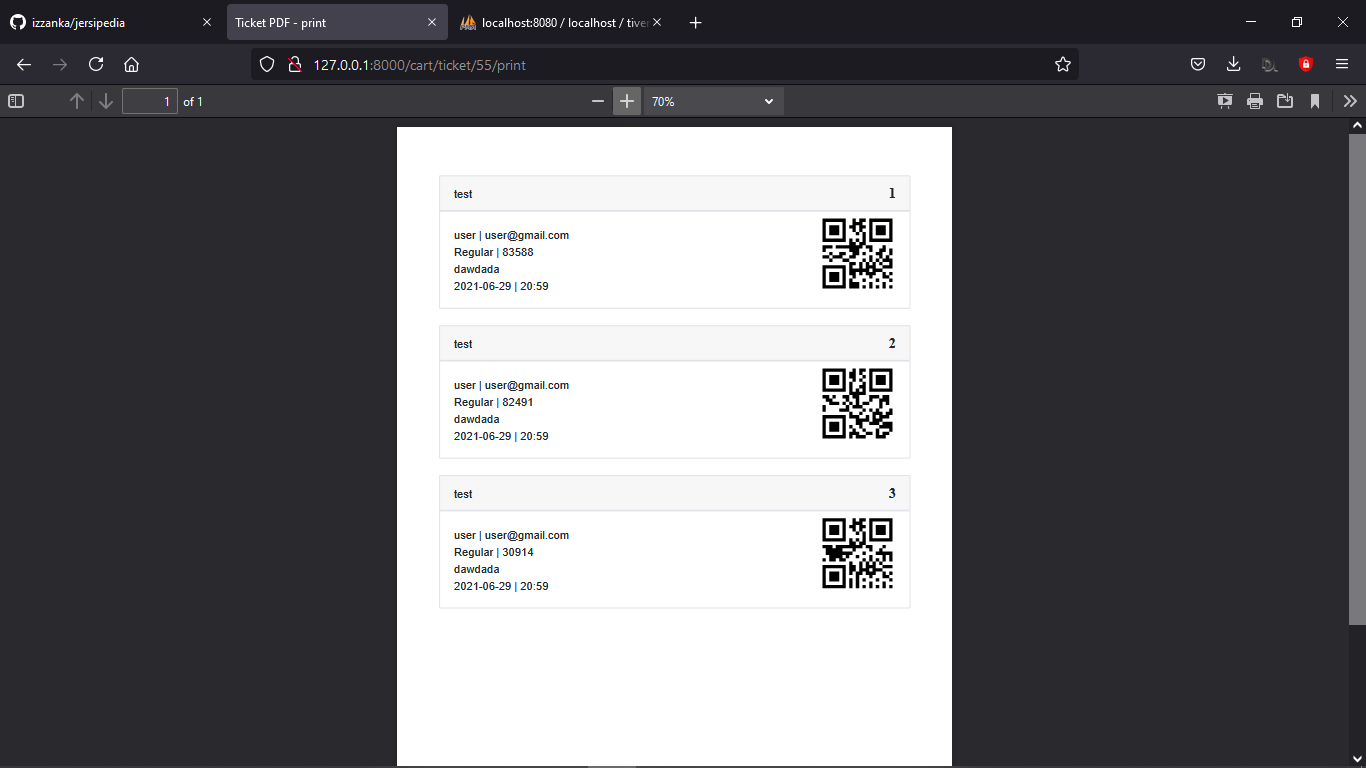 izzanka/jersipedia
Ticket PDF - print
localhost:8080 / localhost / tiver
127.0.0.1:8000/cart/ticket/55/print
1 of 1
70%
test 1
user | user@gmail.com
Regular | 83588
dawdada
2021-06-29 | 20:59
test 2
user | user@gmail.com
Regular | 82491
dawdada
2021-06-29 | 20:59
test 3
user | user@gmail.com
Regular | 30914
dawdada
2021-06-29 | 20:59